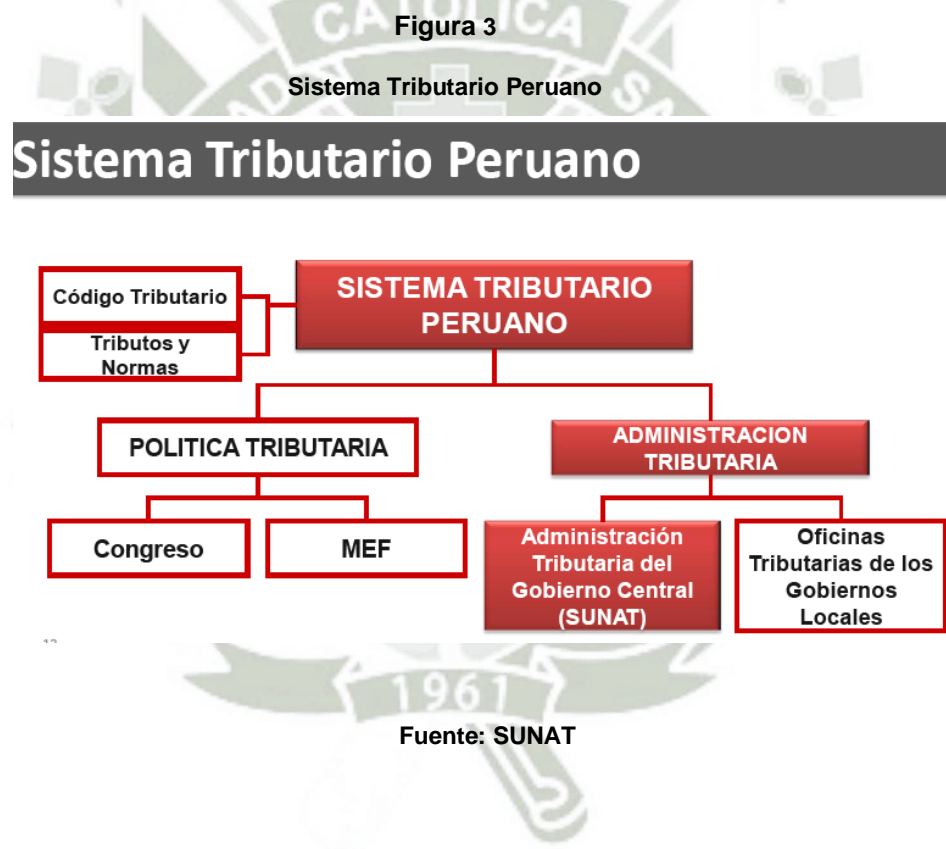 CATOLICA
Figura 3
Sistema Tributario Peruano
Sistema Tributario Peruano
Código Tributario
Tributos y
Normas
SISTEMA TRIBUTARIO
PERUANO
POLITICA TRIBUTARIA
ADMINISTRACION
TRIBUTARIA
Congreso
MEF
Administración
Tributaria del
Gobierno Central
(SUNAT)
Oficinas
Tributarias de los
Gobiernos
Locales
1961
Fuente: SUNAT